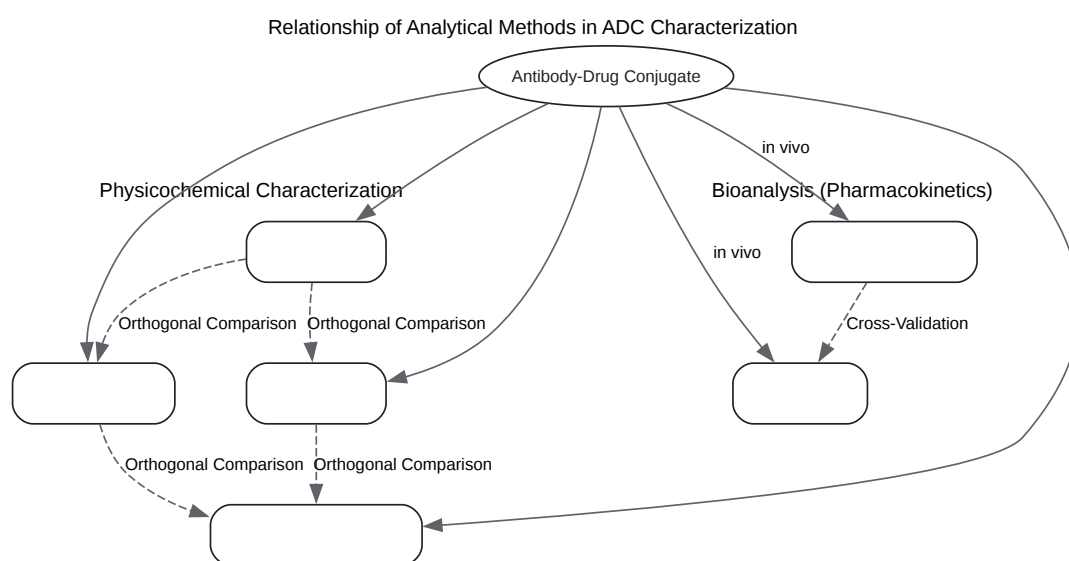 Relationship of Analytical Methods in ADC Characterization
Antibody-Drug Conjugate
in vivo
Physicochemical Characterization
Bioanalysis (Pharmacokinetics)
in vivo
Orthogonal Comparison
Orthogonal Comparison
Cross-Validation
Orthogonal Comparison
Orthogonal Comparison